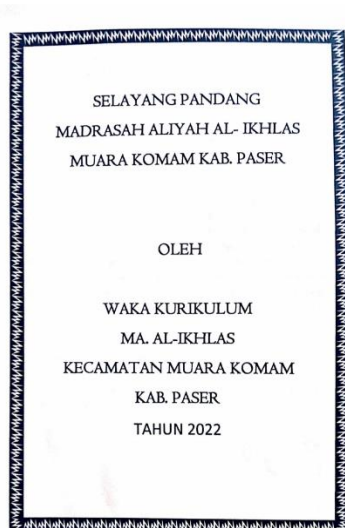 SELAYANG PANDANG
MADRASAH ALIYAH AL- IKHLAS
MUARA KOMAM KAB. PASER
OLEH
WAKA KURIKULUM
MA. AL-IKHLAS
KECAMATAN MUARA KOMAM
KAB. PASER
TAHUN 2022